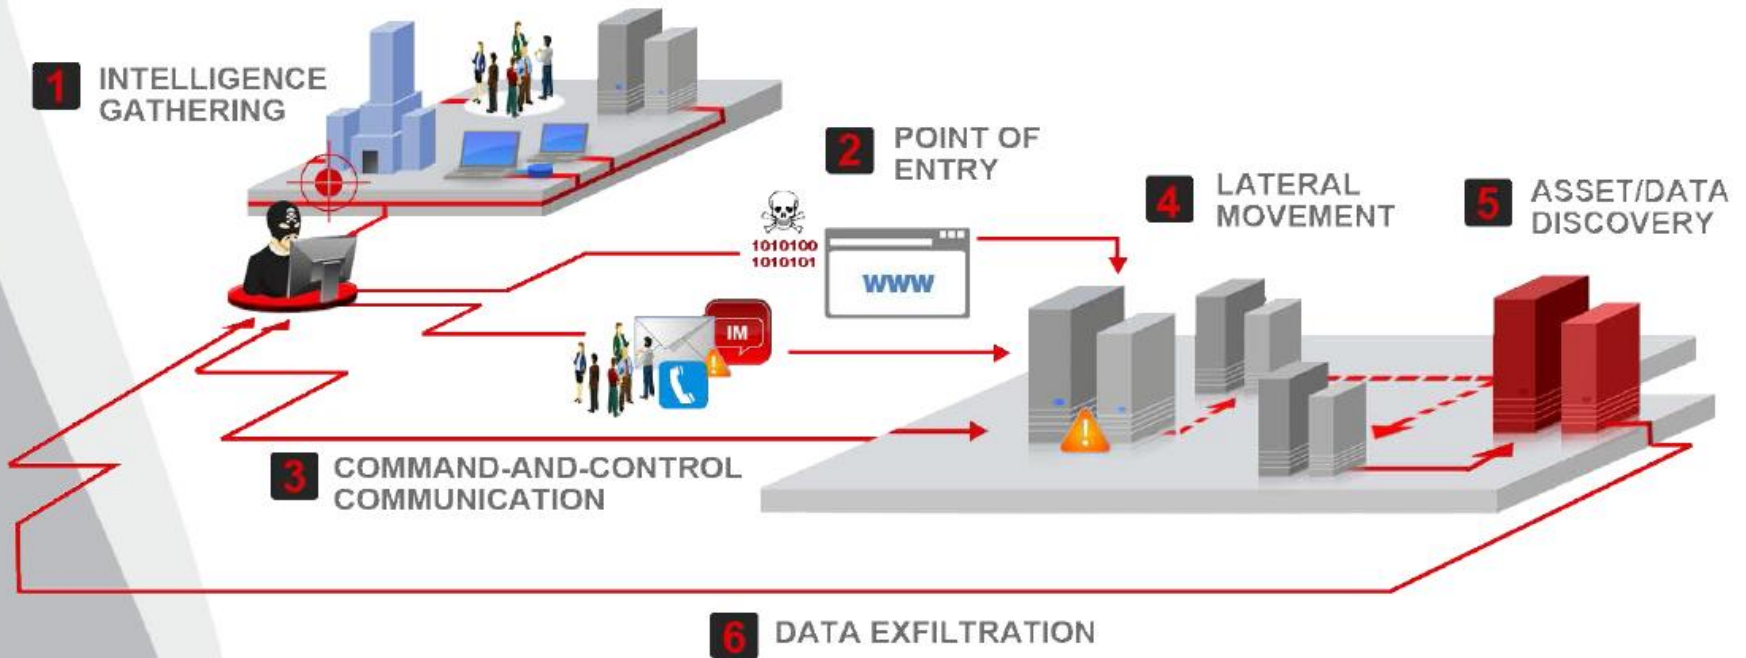 1 INTELLIGENCE
GATHERING
2 POINT OF
ENTRY
1010100
1010101
WWW
IM
3 COMMAND-AND-CONTROL
COMMUNICATION
4 LATERAL
MOVEMENT
5 ASSET/DATA
DISCOVERY
6 DATA EXFILTRATION